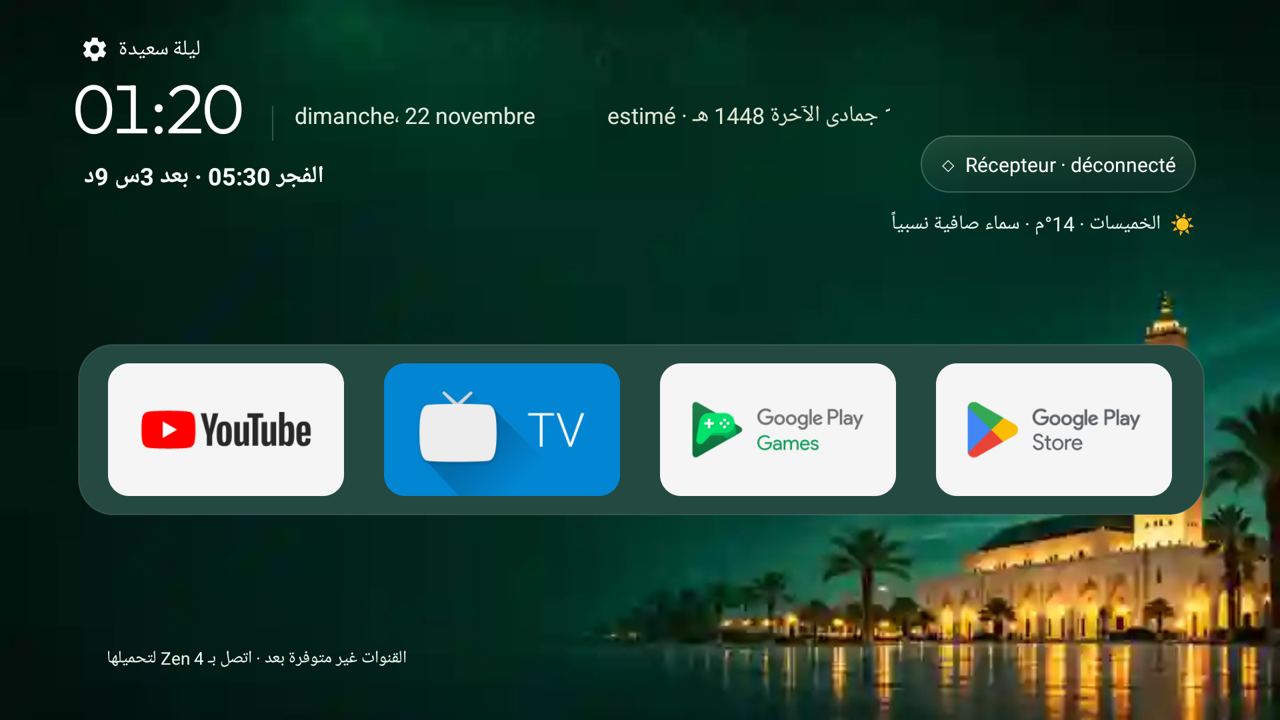 ليلة سعيدة
01:20
dimanche، 22 novembre
estimé · جمادى الآخرة 1448 هـ
الفجر 05:30 · بعد 3س 9د
◇ Récepteur · déconnecté
الخميسات · 14°م · سماء صافية نسبياً
YouTube
TV
Google Play Games
Google Play Store
القنوات غير متوفرة بعد · اتصل بـ Zen 4 لتحميلها